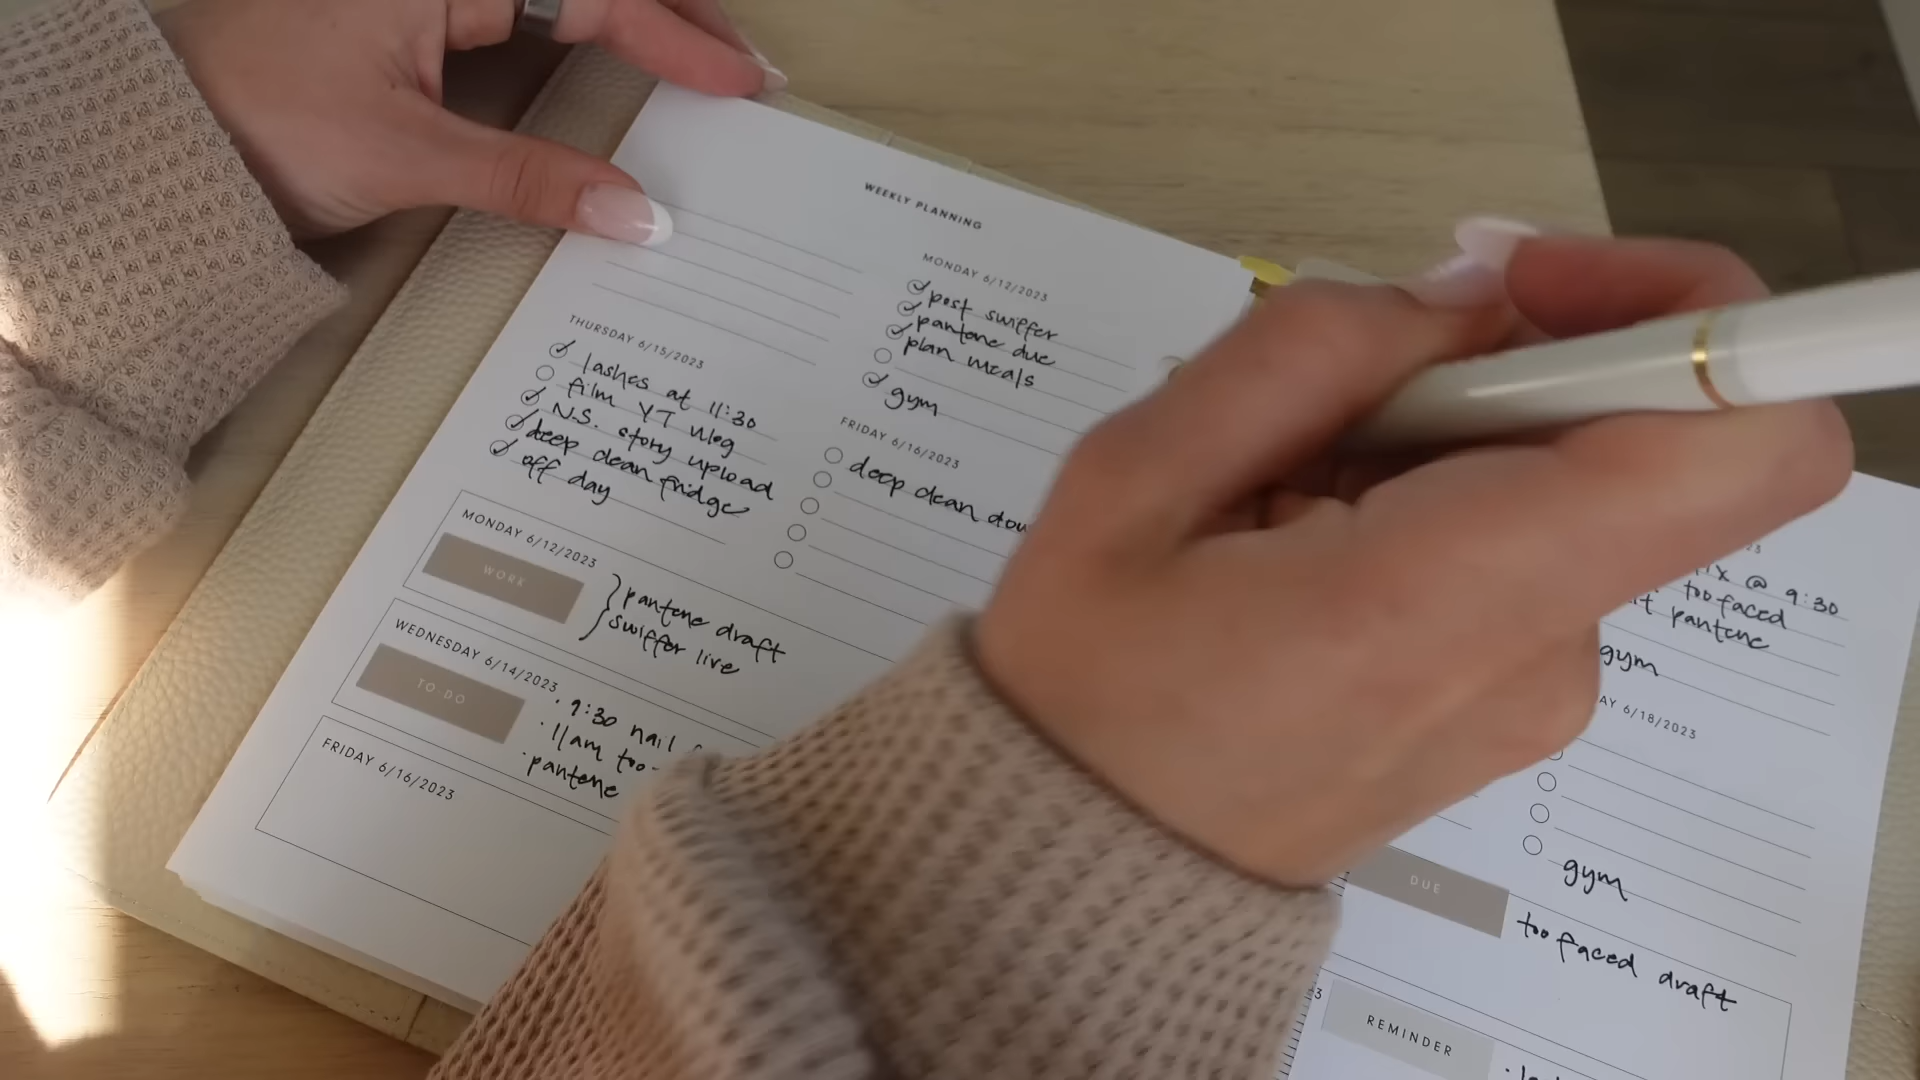 WEEKLY PLANNING
MONDAY 6/12/2023
post swiffer
pantene due
plan meals
gym
THURSDAY 6/15/2023
lashes at 11:30
film YT vlog
N.S. story upload
deep clean fridge
off day
FRIDAY 6/16/2023
deep clean
MONDAY 6/12/2023
WORK
pantene draft
swiffer live
WEDNESDAY 6/14/2023
TO-DO
· 9:30 nail
· 11am too-
· pantene
FRIDAY 6/16/2023
@ 9:30
too faced
pantene
gym
6/18/2023
gym
DUE
too faced draft
REMINDER